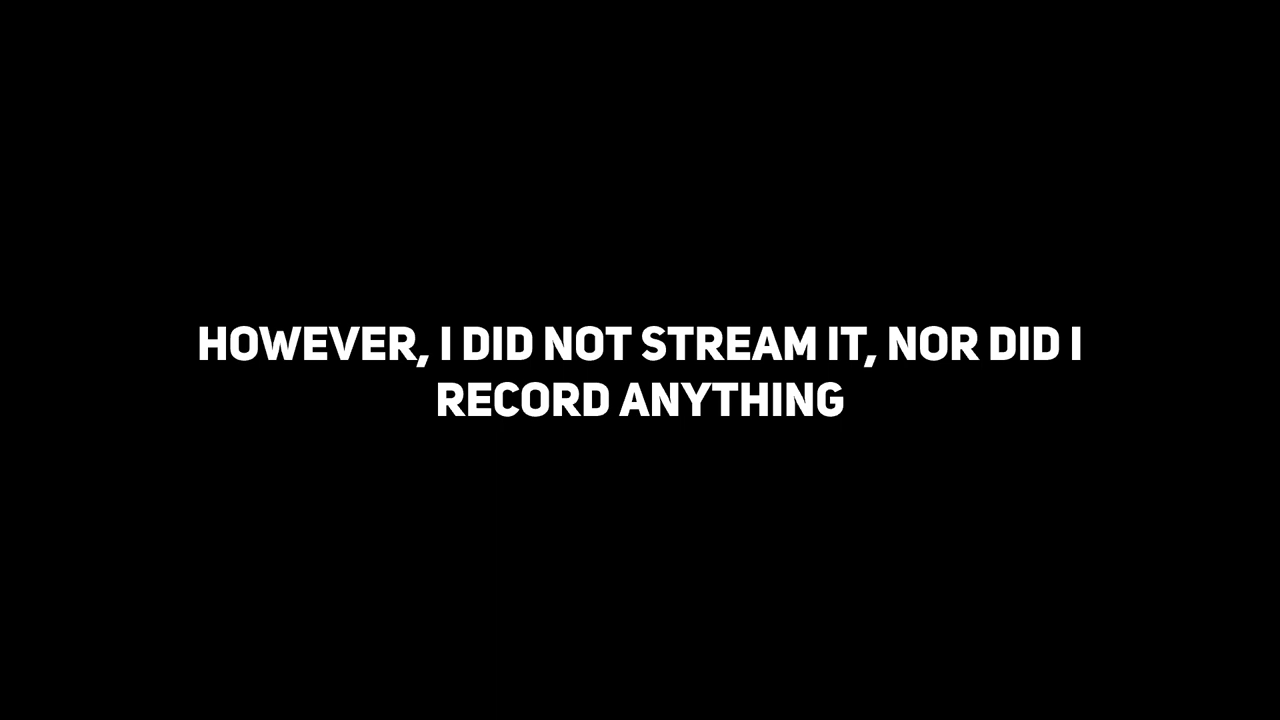 HOWEVER, I DID NOT STREAM IT, NOR DID I
RECORD ANYTHING